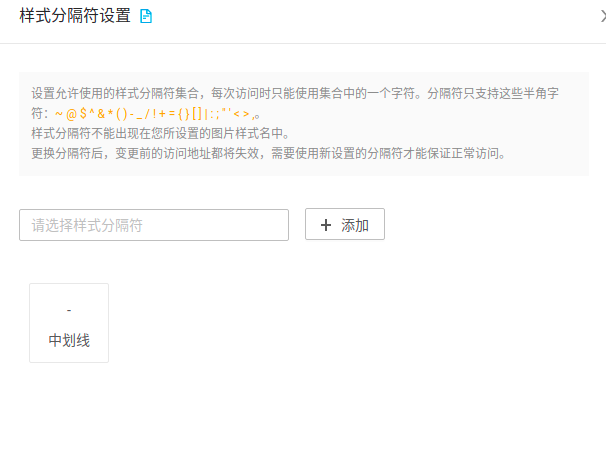 样式分隔符设置
设置允许使用的样式分隔符集合，每次访问时只能使用集合中的一个字符。分隔符只支持这些半角字
符：~ @ $ ^ & * ( ) - _ / ! + = { } [ ] | : ; " ' < > ,。
样式分隔符不能出现在您所设置的图片样式名中。
更换分隔符后，变更前的访问地址都将失效，需要使用新设置的分隔符才能保证正常访问。
请选择样式分隔符
+ 添加
-
中划线